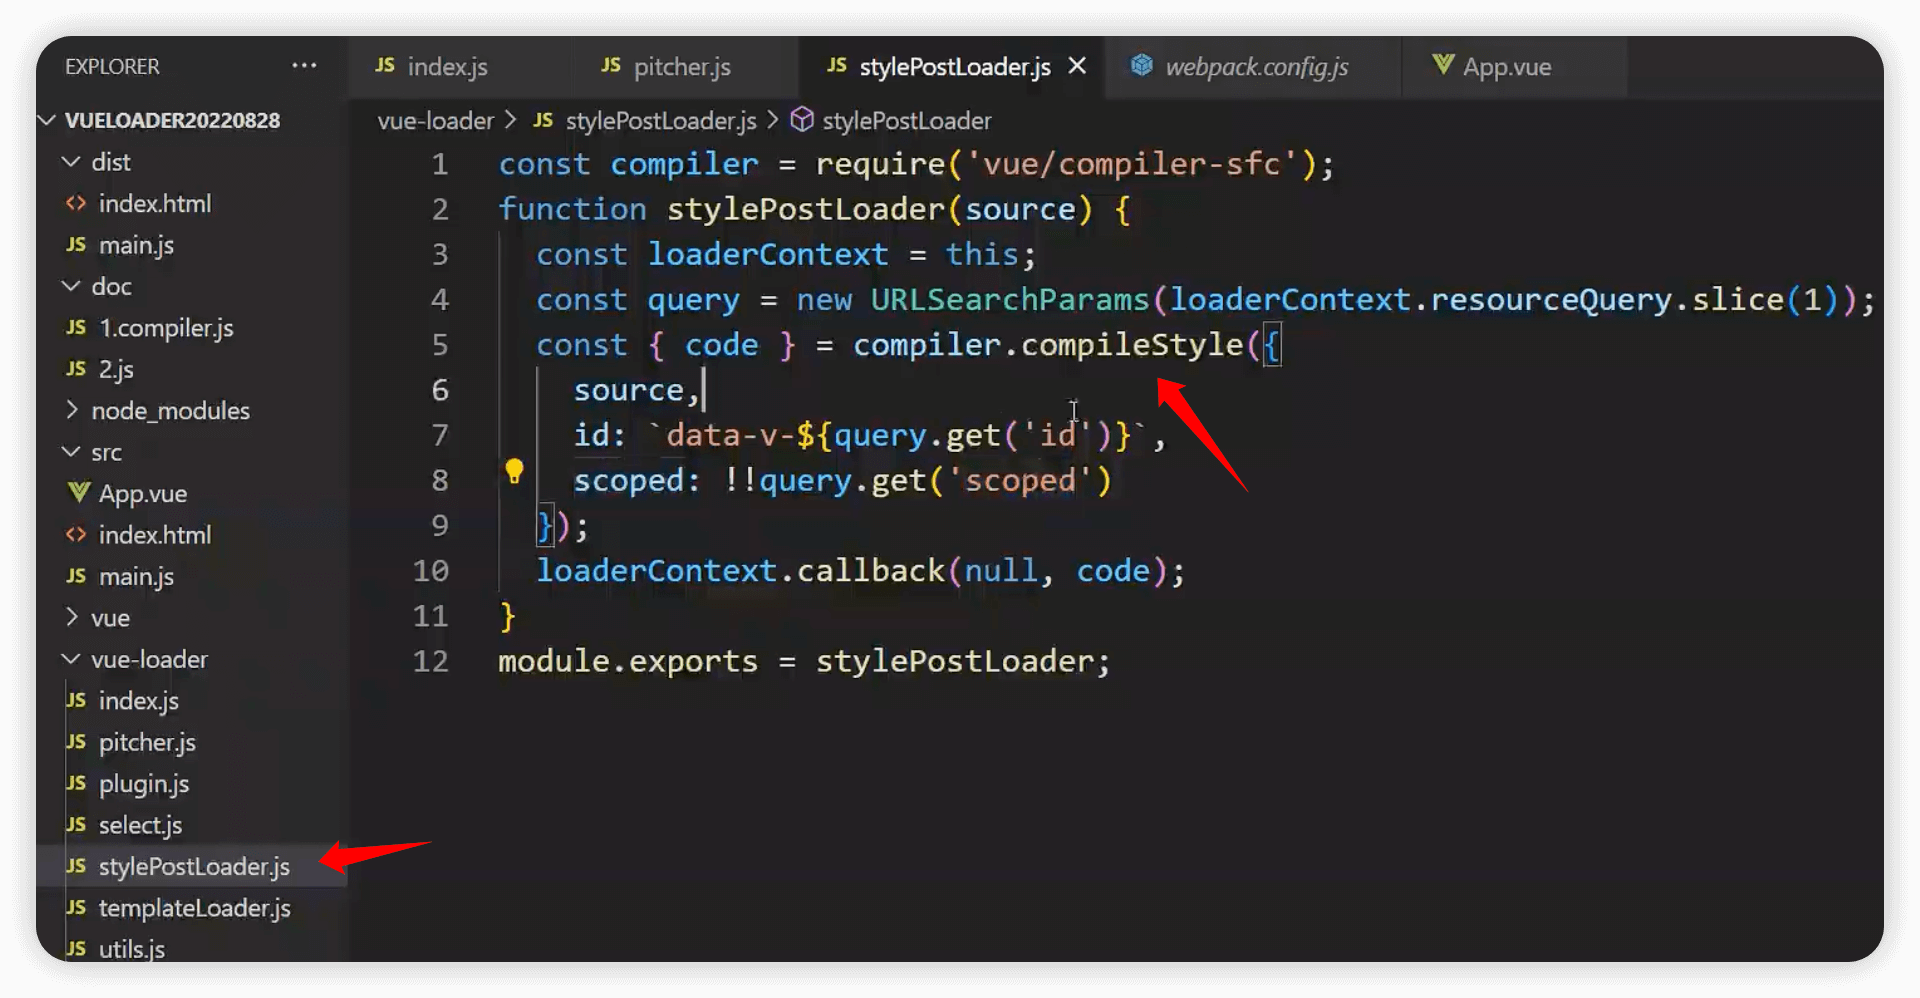 EXPLORER ...
JS index.js
JS pitcher.js
JS stylePostLoader.js
webpack.config.js
App.vue
VUELOADER20220828
dist
<> index.html
JS main.js
doc
JS 1.compiler.js
JS 2.js
node_modules
src
App.vue
<> index.html
JS main.js
vue
vue-loader
JS index.js
JS pitcher.js
JS plugin.js
JS select.js
JS stylePostLoader.js
JS templateLoader.js
JS utils.js
vue-loader > JS stylePostLoader.js > stylePostLoader
1 const compiler = require('vue/compiler-sfc');
2 function stylePostLoader(source) {
3 const loaderContext = this;
4 const query = new URLSearchParams(loaderContext.resourceQuery.slice(1));
5 const { code } = compiler.compileStyle({
6 source,
7 id: `data-v-${query.get('id')}`,
8 scoped: !!query.get('scoped')
9 });
10 loaderContext.callback(null, code);
11 }
12 module.exports = stylePostLoader;